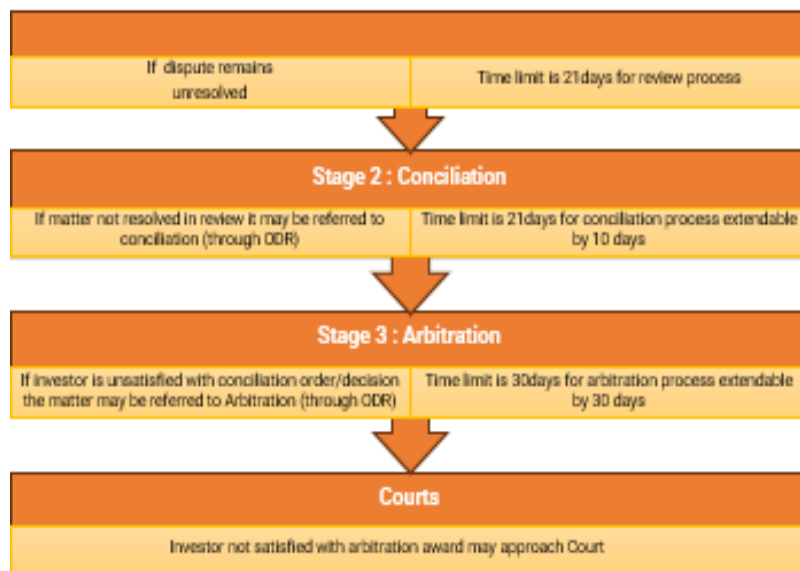 If dispute remains
unresolved
Time limit is 21days for review process
Stage 2 : Conciliation
If matter not resolved in review it may be referred to
conciliation (through ODR)
Time limit is 21days for conciliation process extendable
by 10 days
Stage 3 : Arbitration
If investor is unsatisfied with conciliation order/decision
the matter may be referred to Arbitration (through ODR)
Time limit is 30days for arbitration process extendable
by 30 days
Courts
Investor not satisfied with arbitration award may approach Court